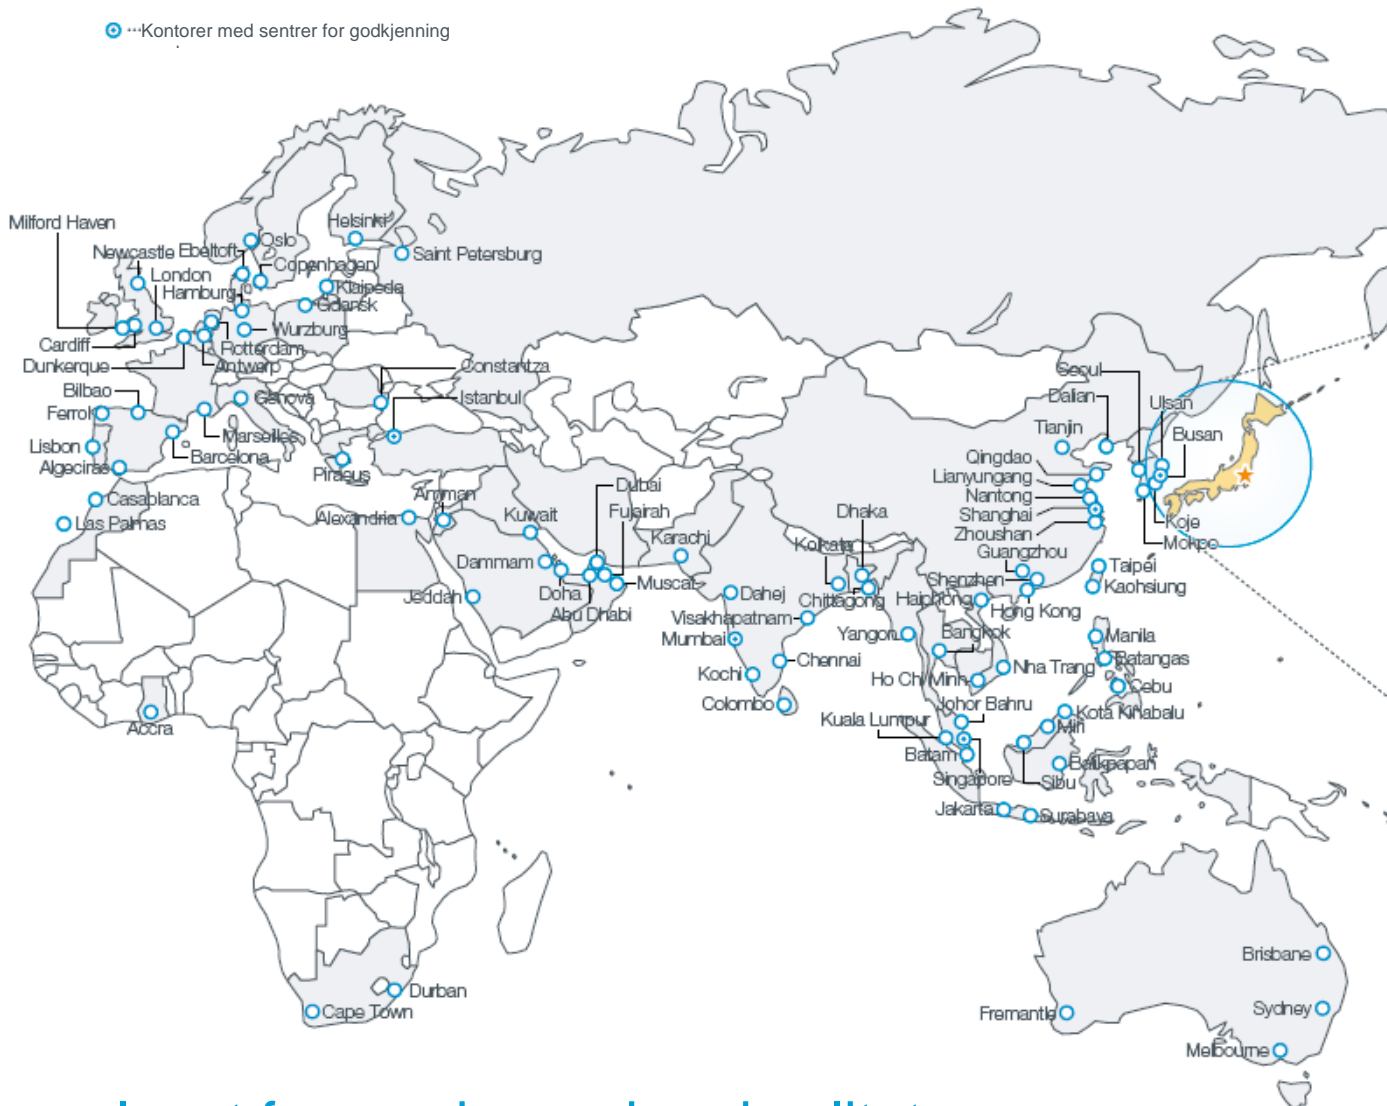 Kontorer med sentrer for godkjenning
Milford Haven
Helsinki
Newcastle
Ebeltoft
Oslo
Saint Petersburg
London
Copenhagen
Hamburg
Klaipeda
Gdansk
Wurzburg
Cardiff
Rotterdam
Dunkerque
Antwerp
Constantza
Bilbao
Genova
Istanbul
Ferrol
Marseilles
Lisbon
Barcelona
Algeciras
Piraeus
Casablanca
Las Palmas
Alexandria
Amman
Kuwait
Dubai
Fujairah
Karachi
Dammam
Doha
Abu Dhabi
Muscat
Jeddah
Accra
Durban
Cape Town
Seoul
Dalian
Ulsan
Tianjin
Busan
Qingdao
Lianyungang
Nantong
Shanghai
Zhoushan
Koje
Mokpo
Dhaka
Kolkata
Guangzhou
Taipei
Shenzhen
Kaohsiung
Dahej
Chittagong
Haiphong
Hong Kong
Visakhapatnam
Mumbai
Yangon
Bangkok
Manila
Chennai
Batangas
Kochi
Nha Trang
Ho Chi Minh
Cebu
Colombo
Johor Bahru
Kuala Lumpur
Kota Kinabalu
Miri
Batam
Balikpapan
Singapore
Sibu
Jakarta
Surabaya
Brisbane
Fremantle
Sydney
Melbourne